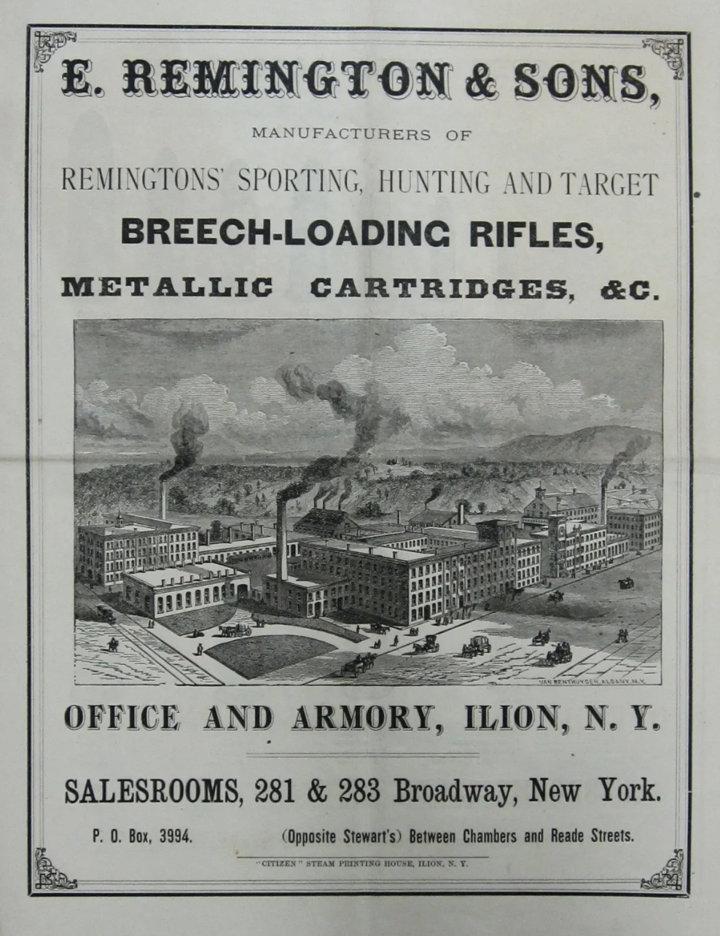 E. REMINGTON & SONS,
MANUFACTURERS OF
REMINGTONS' SPORTING, HUNTING AND TARGET
BREECH-LOADING RIFLES,
METALLIC CARTRIDGES, &C.
VAN BENTHUYSEN, ALBANY, N.Y.
OFFICE AND ARMORY, ILION, N. Y.
SALESROOMS, 281 & 283 Broadway, New York.
P. O. Box, 3994. (Opposite Stewart's) Between Chambers and Reade Streets.
"CITIZEN" STEAM PRINTING HOUSE, ILION, N. Y.